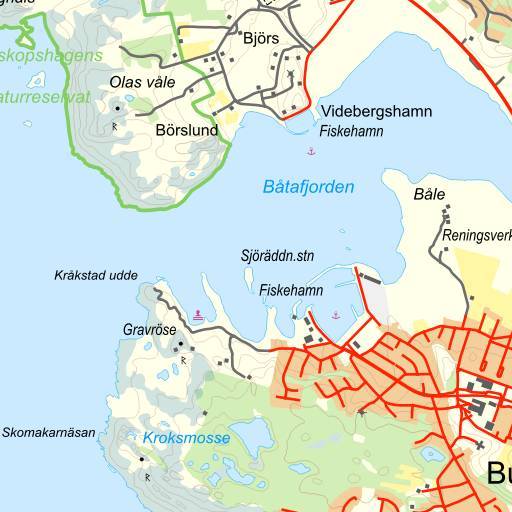 Björs
skopshagens
Olas våle
aturreservat
Videbergshamn
Fiskehamn
Börslund
Båtafjorden
Båle
Reningsverk
Sjöräddn.stn
Kråkstad udde
Fiskehamn
Gravröse
Skomakarnäsan
Kroksmosse
Bu
R
R
R